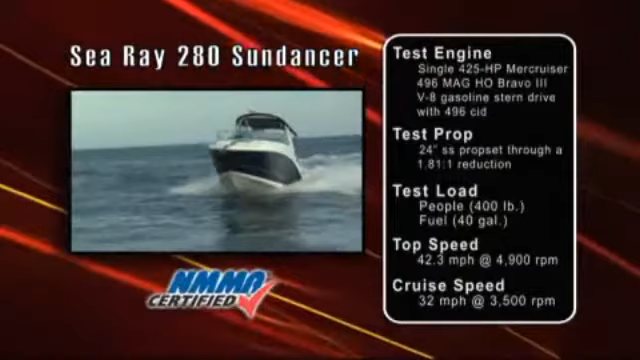 Sea Ray 280 Sundancer
NMMA
CERTIFIED
Test Engine
Single 425-HP Mercruiser
496 MAG HO Bravo III
V-8 gasoline stern drive
with 496 cid
Test Prop
24" ss propset through a
1.81:1 reduction
Test Load
People (400 lb.)
Fuel (40 gal.)
Top Speed
42.3 mph @ 4,900 rpm
Cruise Speed
32 mph @ 3,500 rpm